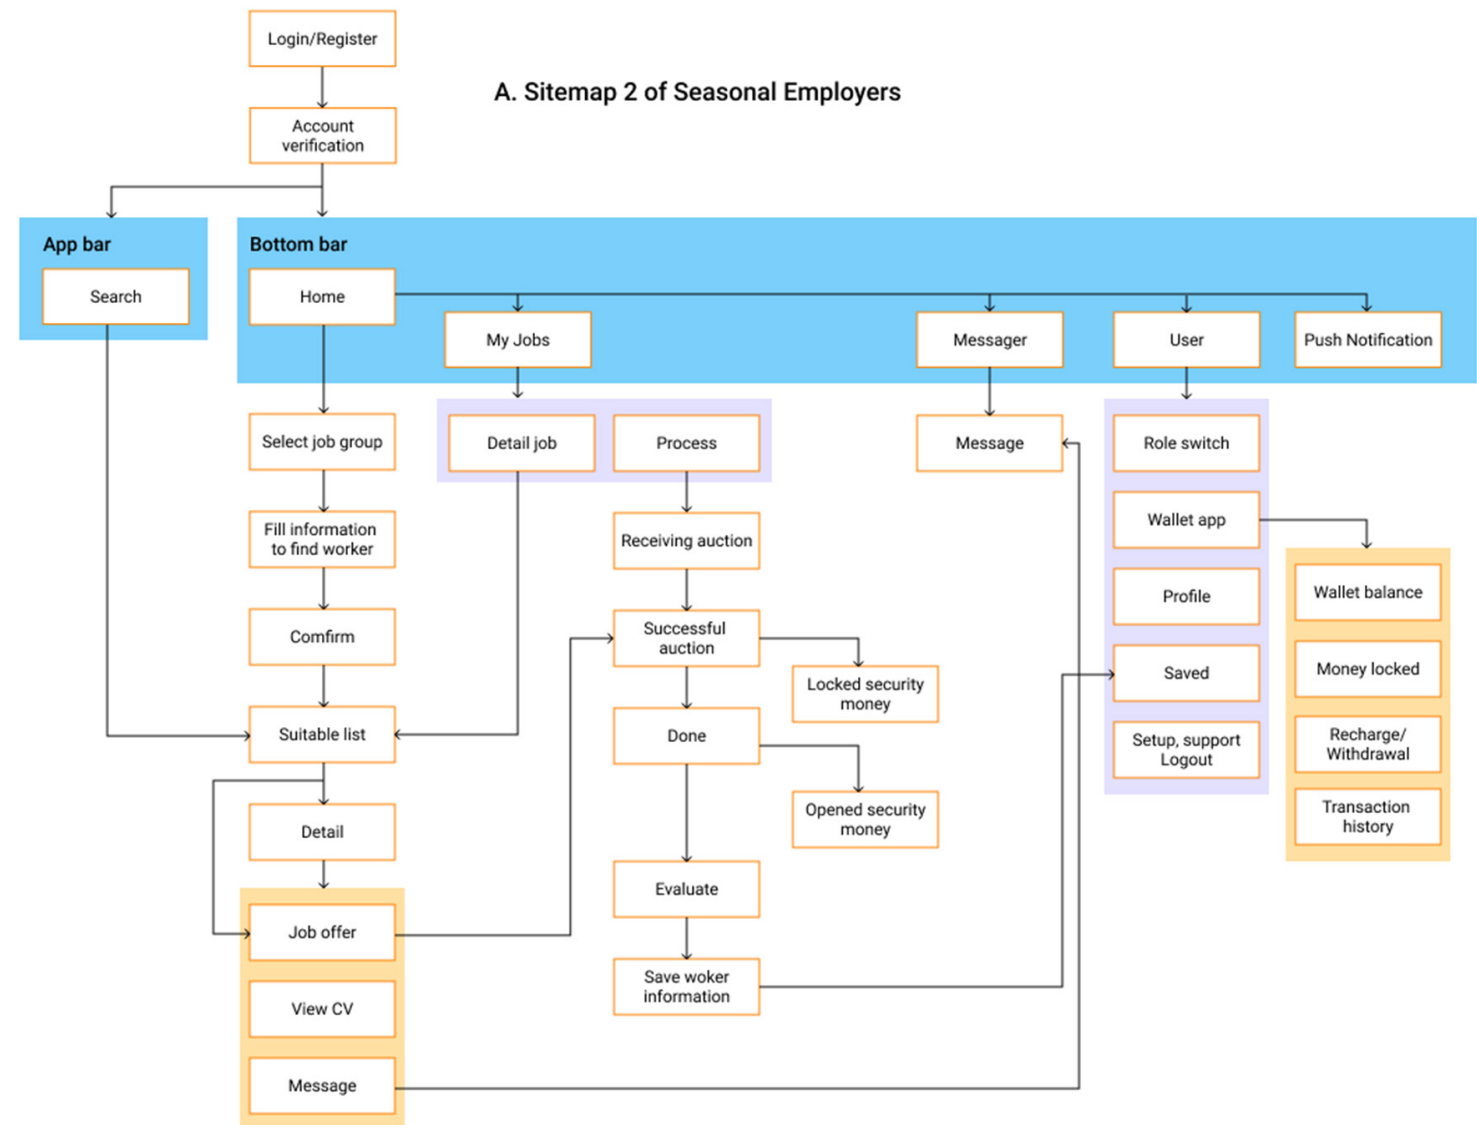 Login/Register
A. Sitemap 2 of Seasonal Employers
Account
verification
App bar
Search
Bottom bar
Home
My Jobs
Messager
User
Push Notification
Select job group
Detail job
Process
Message
Role switch
Fill information
to find worker
Receiving auction
Wallet app
Comfirm
Successful
auction
Profile
Wallet balance
Locked security
money
Saved
Money locked
Suitable list
Done
Setup, support
Logout
Recharge/
Withdrawal
Detail
Opened security
money
Transaction
history
Evaluate
Job offer
Save woker
information
View CV
Message